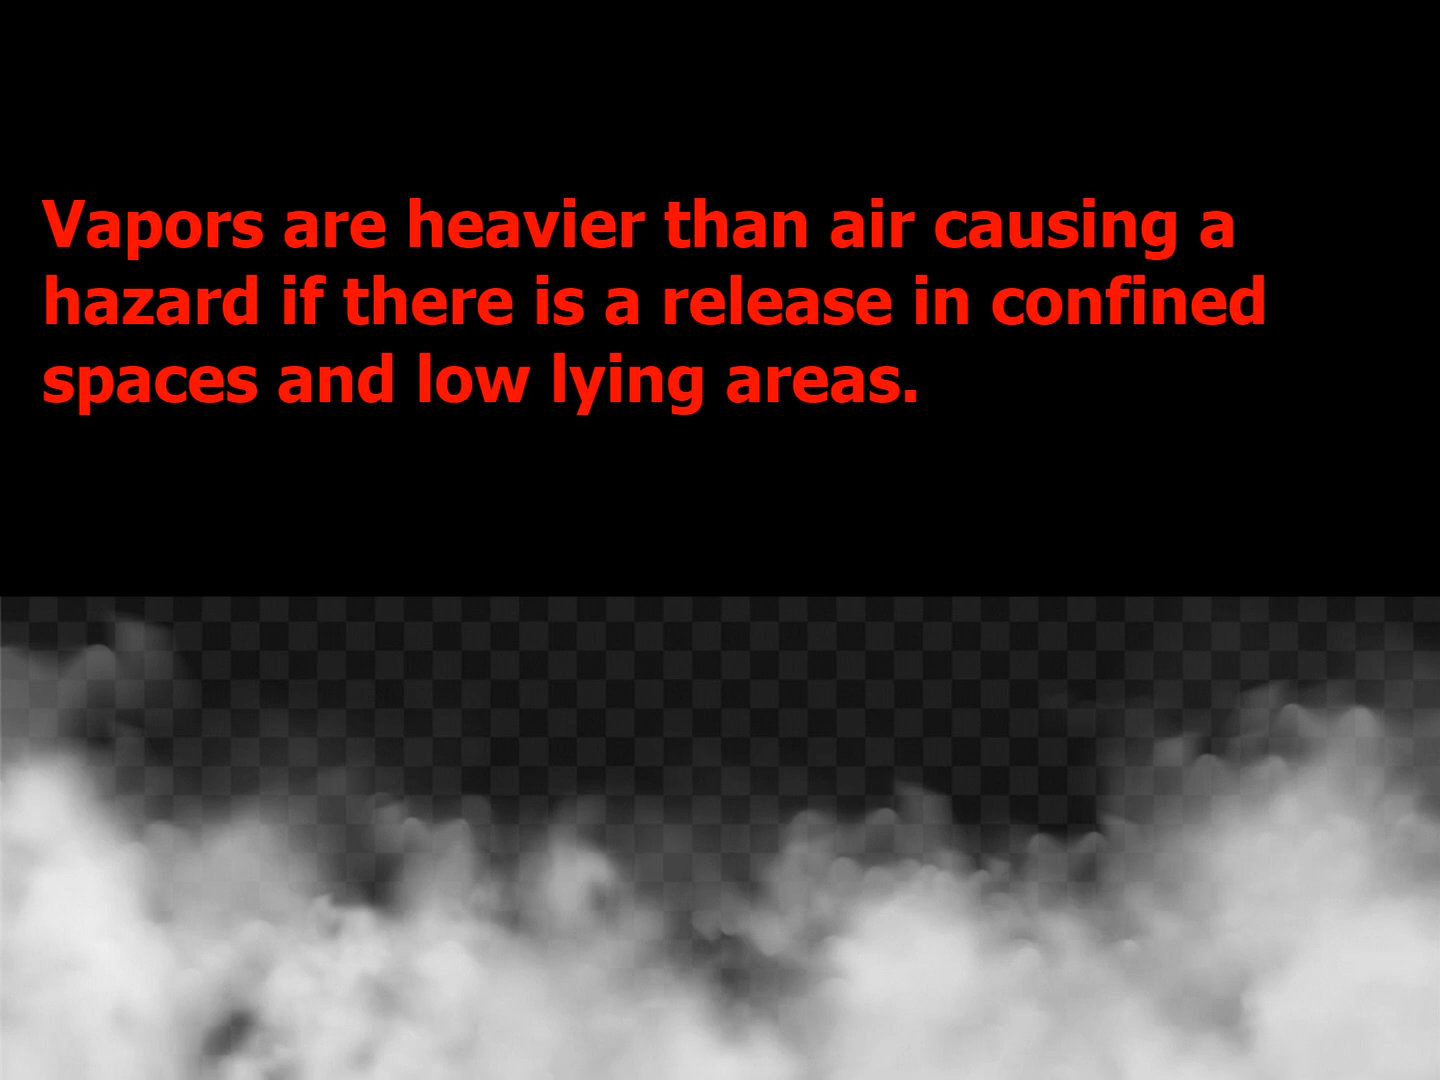 Vapors are heavier than air causing a
hazard if there is a release in confined
spaces and low lying areas.